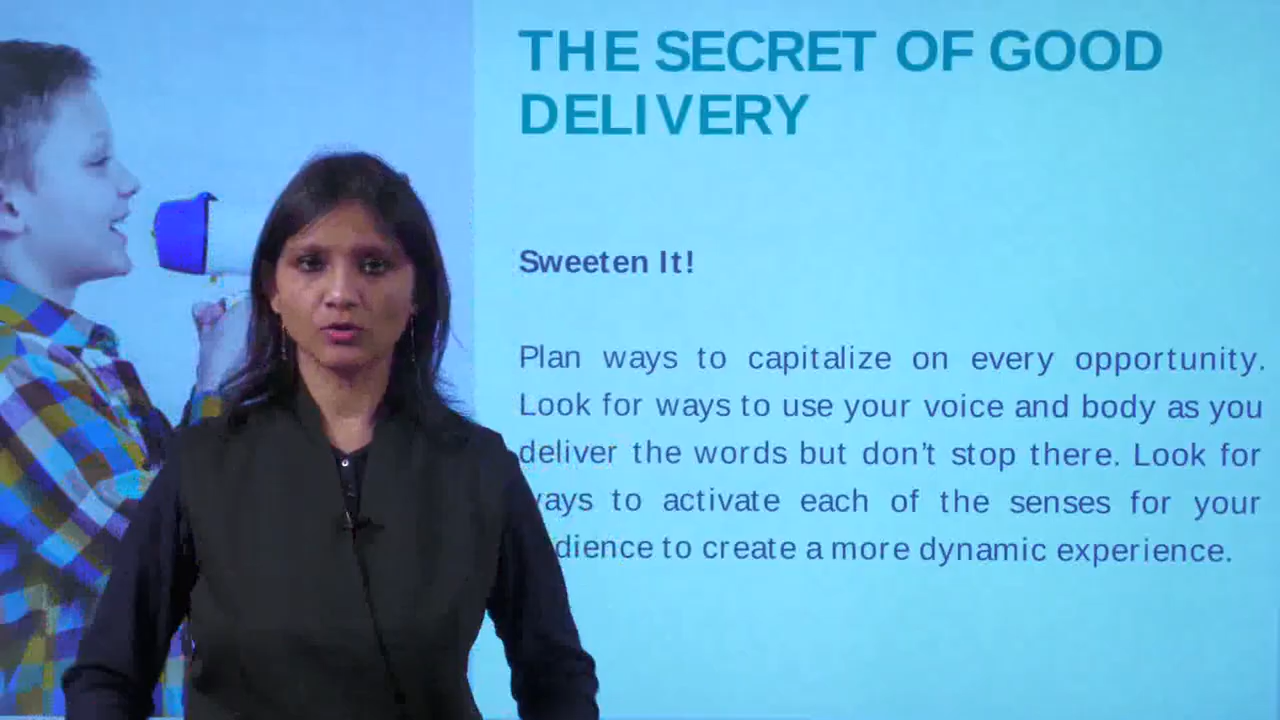 THE SECRET OF GOOD
DELIVERY
Sweeten It!
Plan ways to capitalize on every opportunity.
Look for ways to use your voice and body as you
deliver the words but don't stop there. Look for
to activate each of the senses for your
to create a more dynamic experience.